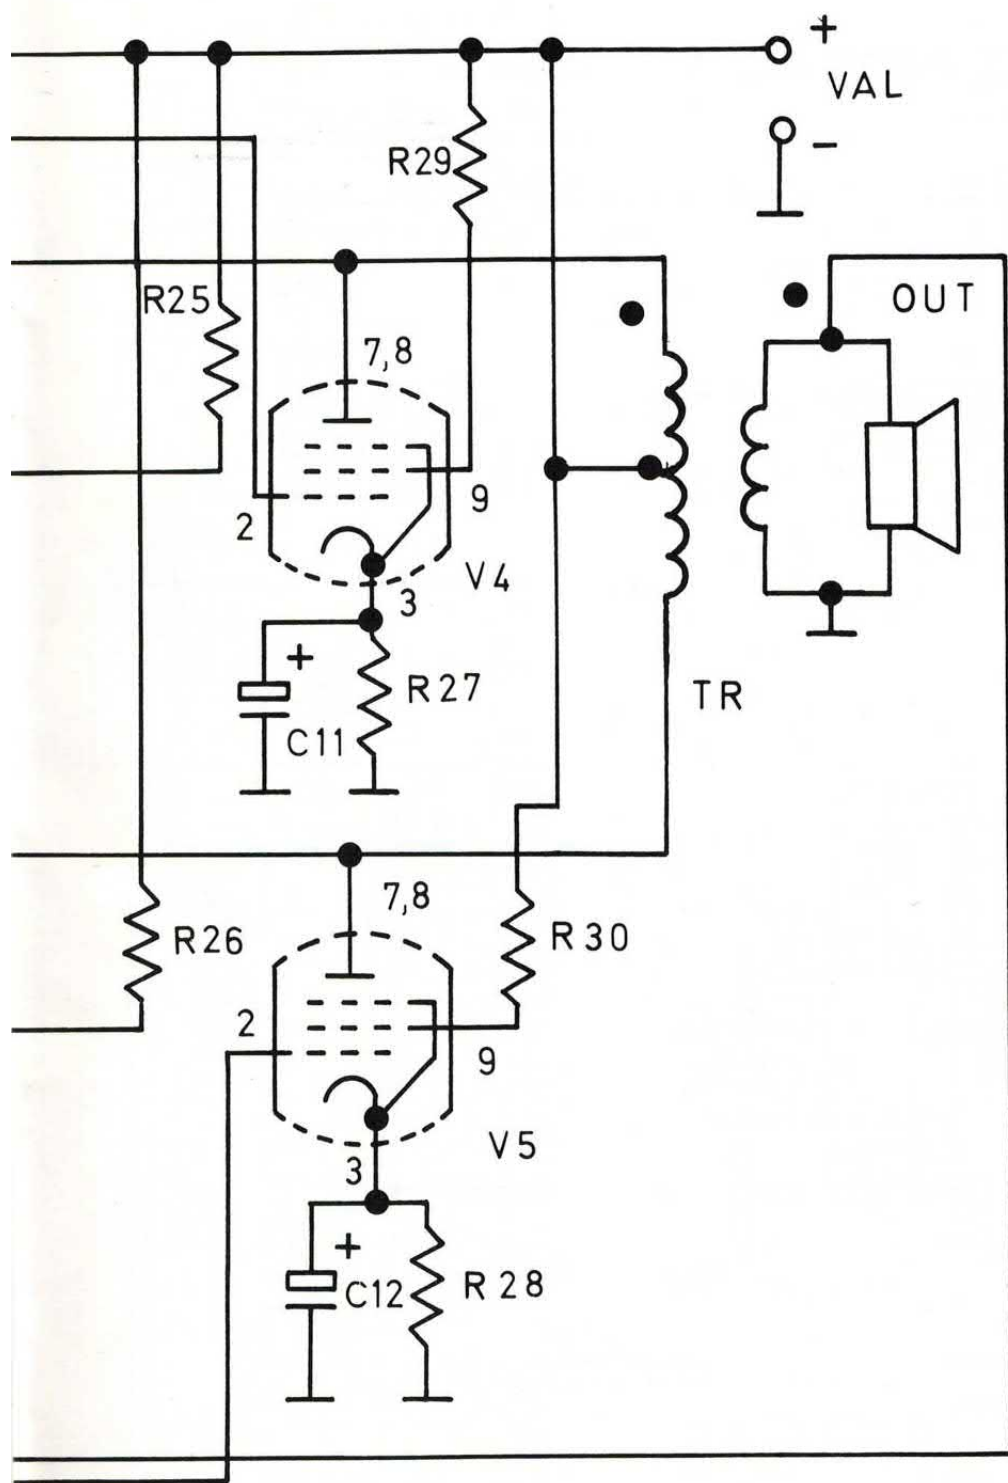 +
VAL
-
R29
R25
OUT
7,8
2
9
V4
3
+
R27
C11
TR
7,8
R26
R30
2
9
V5
3
+
C12
R28